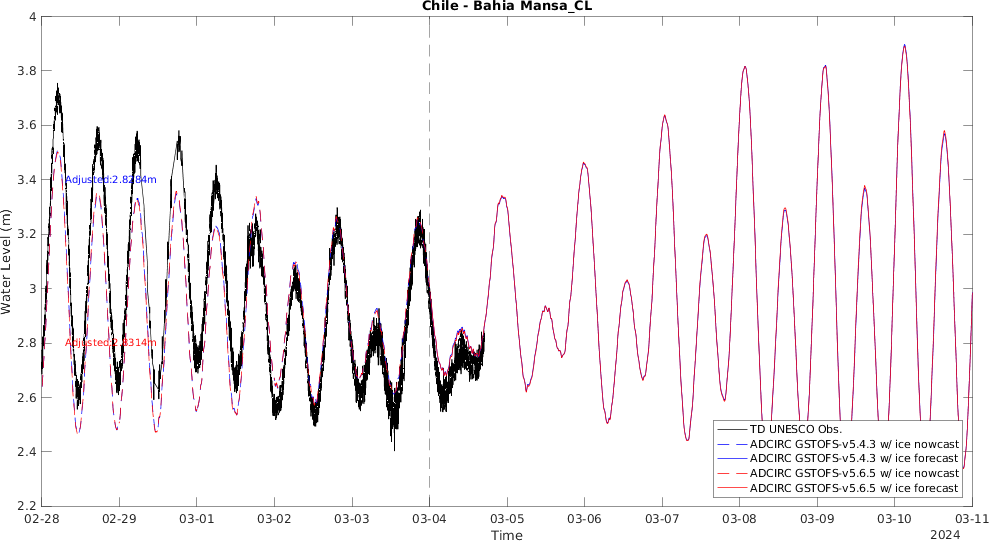 Chile - Bahia Mansa_CL
4
3.8
3.6
3.4
3.2
3
2.8
2.6
2.4
2.2
Water Level (m)
Adjusted:2.8284m
Adjusted:2.8314m
TD UNESCO Obs.
ADCIRC GSTOFS-v5.4.3 w/ ice nowcast
ADCIRC GSTOFS-v5.4.3 w/ ice forecast
ADCIRC GSTOFS-v5.6.5 w/ ice nowcast
ADCIRC GSTOFS-v5.6.5 w/ ice forecast
02-28 02-29 03-01 03-02 03-03 03-04 03-05 03-06 03-07 03-08 03-09 03-10 03-11
Time
2024